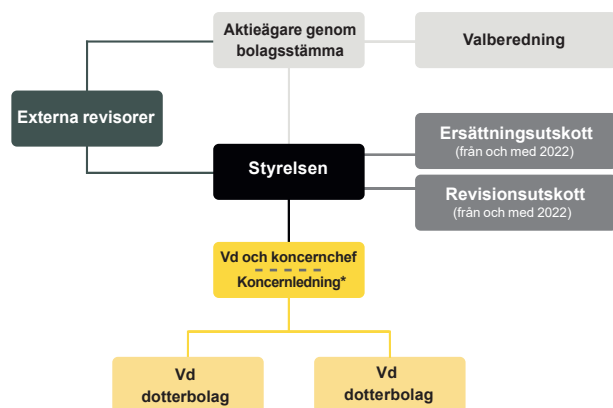 Aktieägare genom
bolagsstämma
Valberedning
Externa revisorer
Ersättningsutskott
(från och med 2022)
Styrelsen
Revisionsutskott
(från och med 2022)
Vd och koncernchef
Koncernledning*
Vd
dotterbolag
Vd
dotterbolag